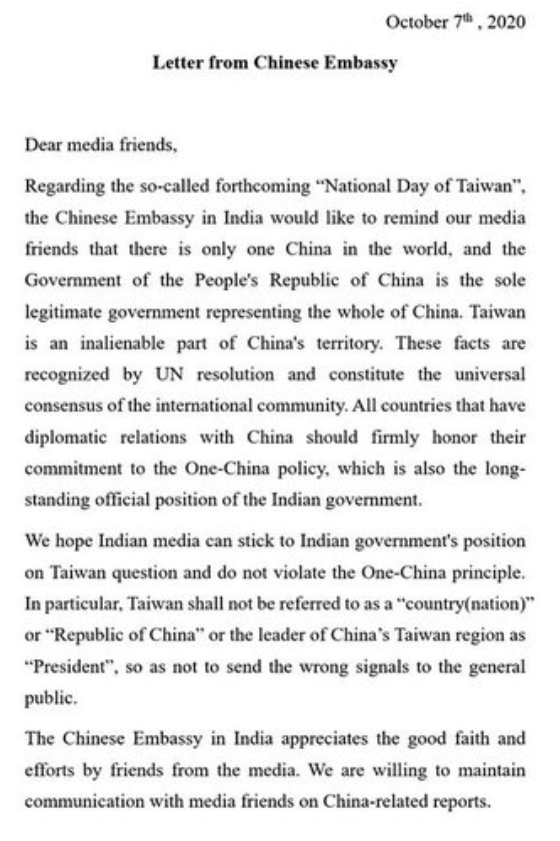 October 7th , 2020
Letter from Chinese Embassy
Dear media friends,
Regarding the so-called forthcoming “National Day of Taiwan”,
the Chinese Embassy in India would like to remind our media
friends that there is only one China in the world, and the
Government of the People's Republic of China is the sole
legitimate government representing the whole of China. Taiwan
is an inalienable part of China's territory. These facts are
recognized by UN resolution and constitute the universal
consensus of the international community. All countries that have
diplomatic relations with China should firmly honor their
commitment to the One-China policy, which is also the long-
standing official position of the Indian government.
We hope Indian media can stick to Indian government's position
on Taiwan question and do not violate the One-China principle.
In particular, Taiwan shall not be referred to as a “country(nation)”
or “Republic of China” or the leader of China’s Taiwan region as
“President”, so as not to send the wrong signals to the general
public.
The Chinese Embassy in India appreciates the good faith and
efforts by friends from the media. We are willing to maintain
communication with media friends on China-related reports.